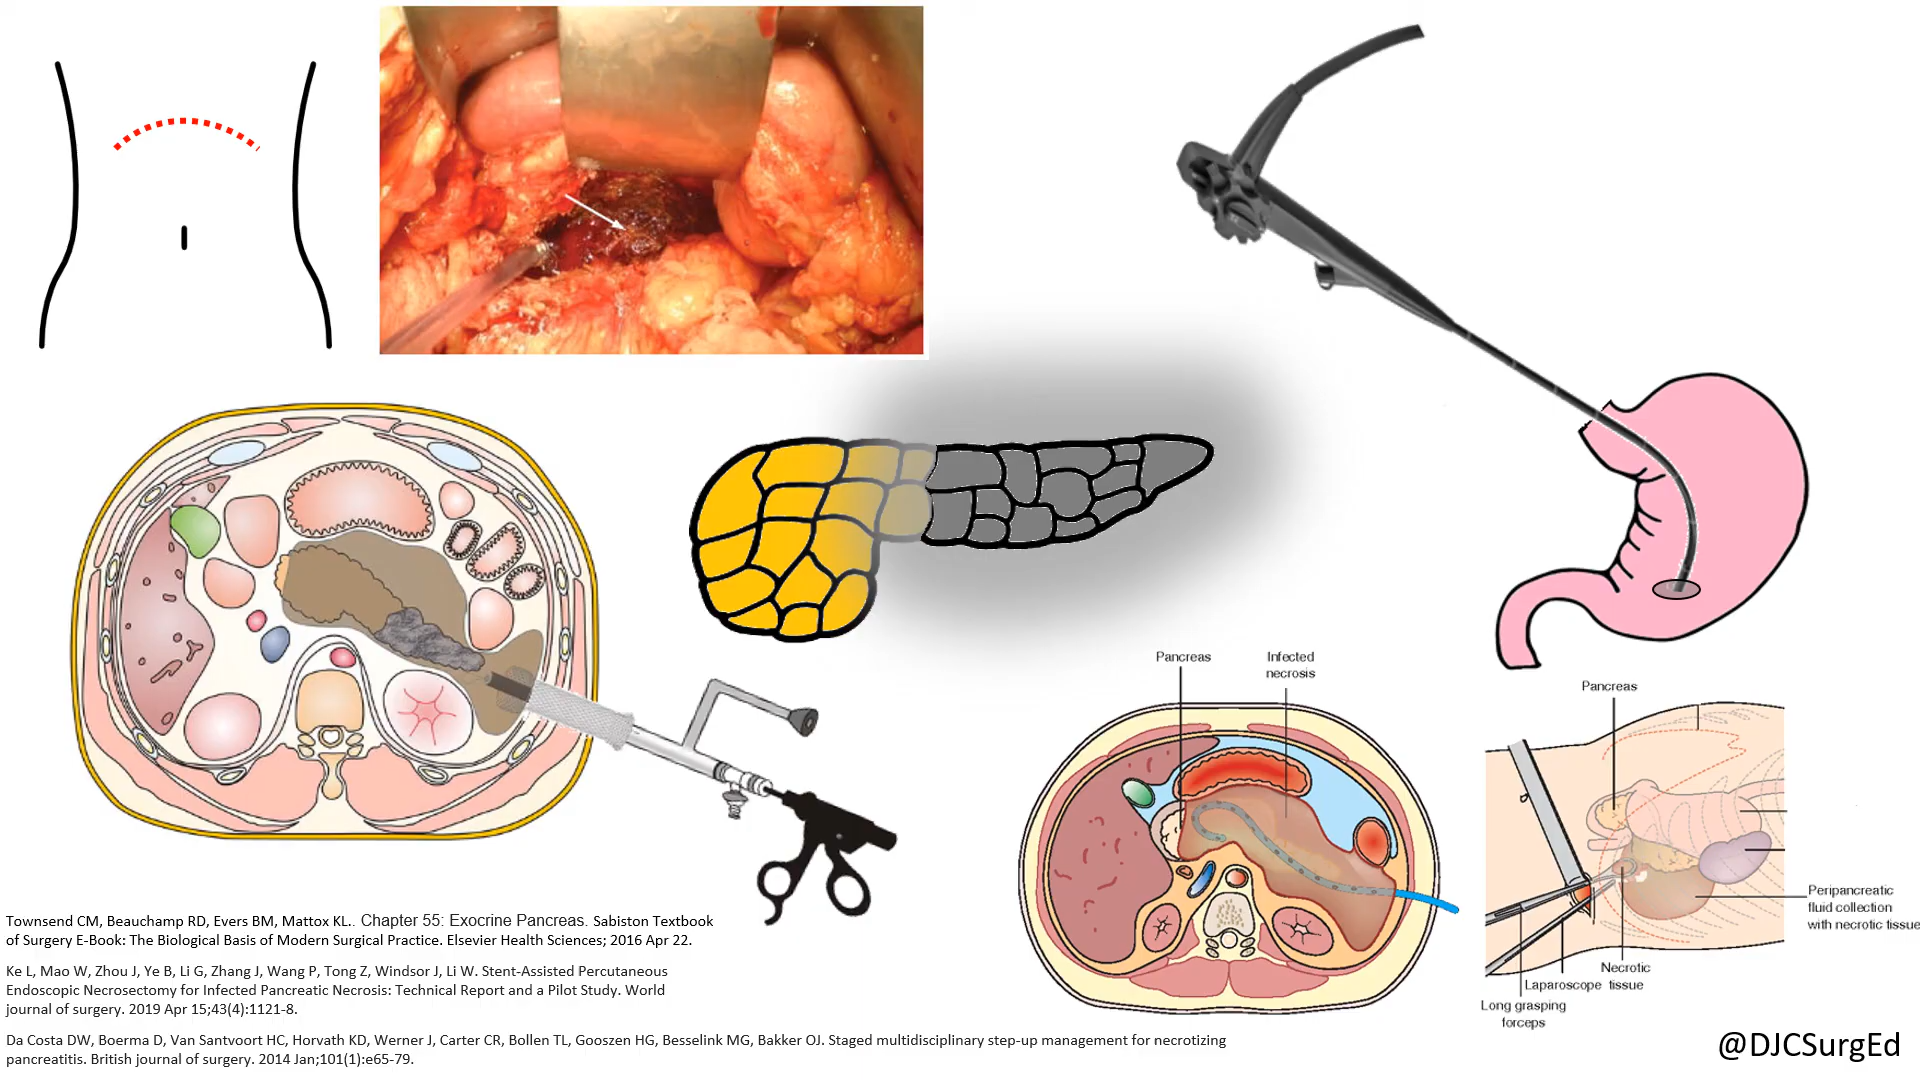 Pancreas
Infected
necrosis
Pancreas
Peripancreatic
fluid collection
with necrotic tissue
Necrotic
Laparoscope tissue
Long grasping
forceps
Townsend CM, Beauchamp RD, Evers BM, Mattox KL.. Chapter 55: Exocrine Pancreas. Sabiston Textbook
of Surgery E-Book: The Biological Basis of Modern Surgical Practice. Elsevier Health Sciences; 2016 Apr 22.
Ke L, Mao W, Zhou J, Ye B, Li G, Zhang J, Wang P, Tong Z, Windsor J, Li W. Stent-Assisted Percutaneous
Endoscopic Necrosectomy for Infected Pancreatic Necrosis: Technical Report and a Pilot Study. World
journal of surgery. 2019 Apr 15;43(4):1121-8.
Da Costa DW, Boerma D, Van Santvoort HC, Horvath KD, Werner J, Carter CR, Bollen TL, Gooszen HG, Besselink MG, Bakker OJ. Staged multidisciplinary step-up management for necrotizing
pancreatitis. British journal of surgery. 2014 Jan;101(1):e65-79.
@DJCSurgEd